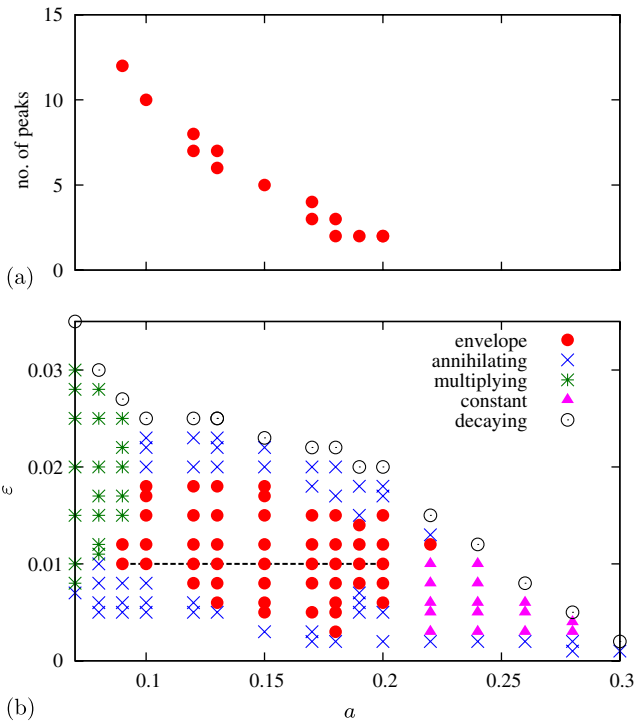 15
10
5
0
no. of peaks
(a)
0.03
0.02
0.01
0
ε
envelope
annihilating
multiplying
constant
decaying
0.1 0.15 0.2 0.25 0.3
a
(b)